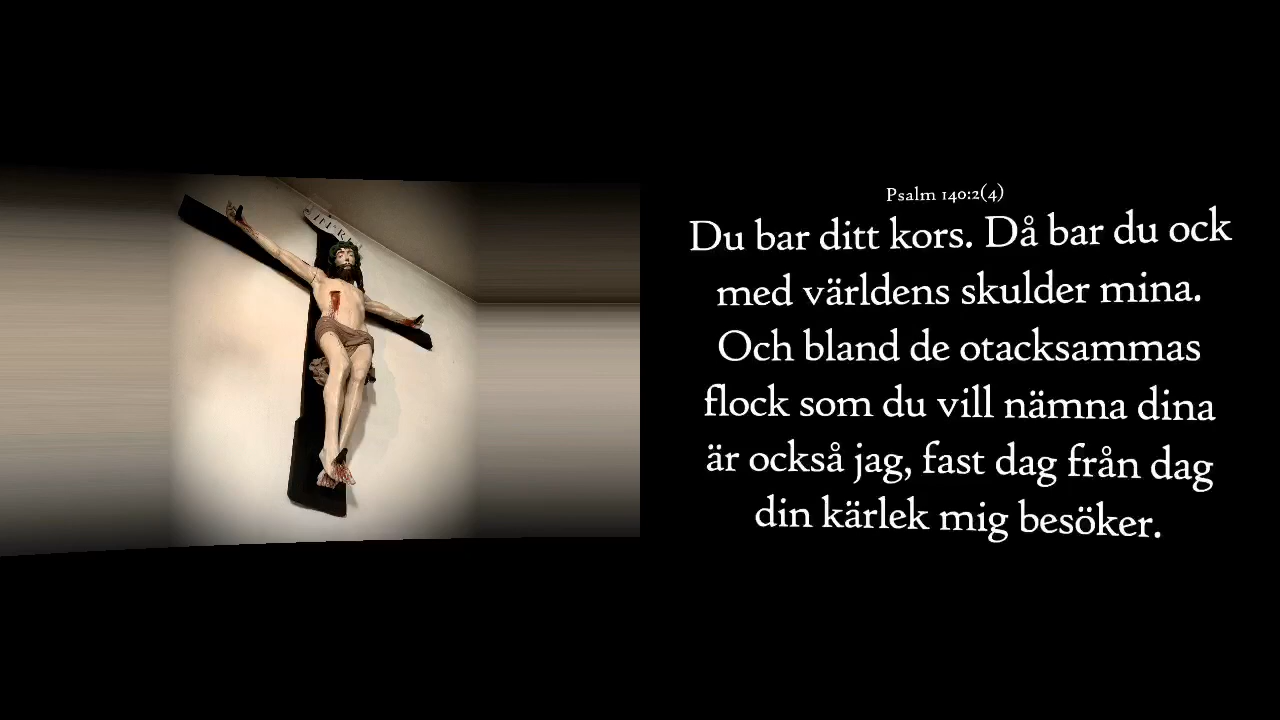 Psalm 140:2(4)
Du bar ditt kors. Då bar du ock
med världens skulder mina.
Och bland de otacksammas
flock som du vill nämna dina
är också jag, fast dag från dag
din kärlek mig besöker.